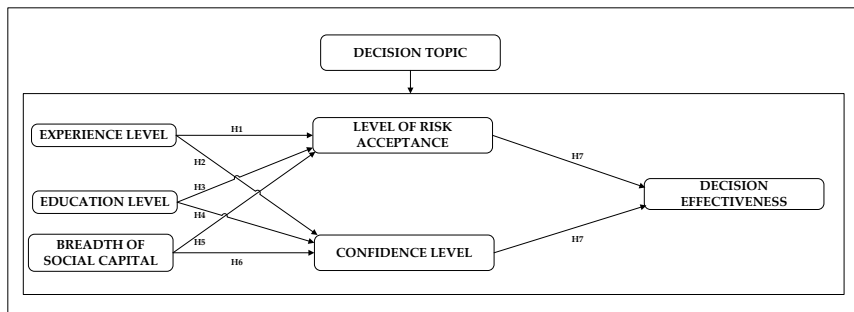 DECISION TOPIC
EXPERIENCE LEVEL
H1
LEVEL OF RISK
ACCEPTANCE
H2
H7
H3
EDUCATION LEVEL
DECISION
EFFECTIVENESS
H4
BREADTH OF
SOCIAL CAPITAL
H5
H6
CONFIDENCE LEVEL
H7